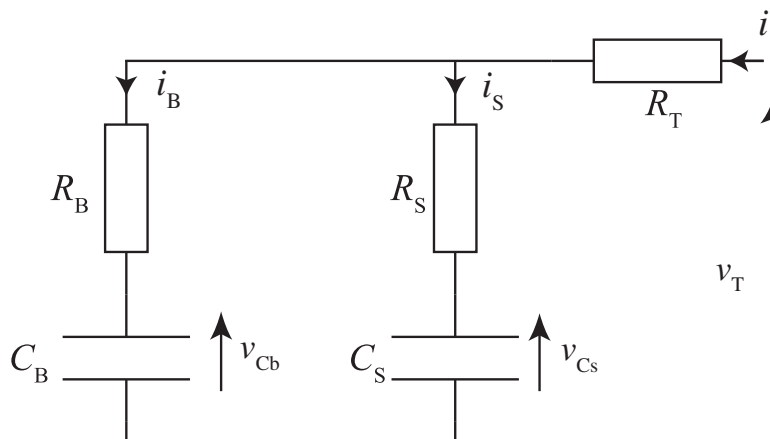 i
i_B
i_S
R_T
R_B
R_S
v_T
C_B
v_Cb
C_S
v_Cs